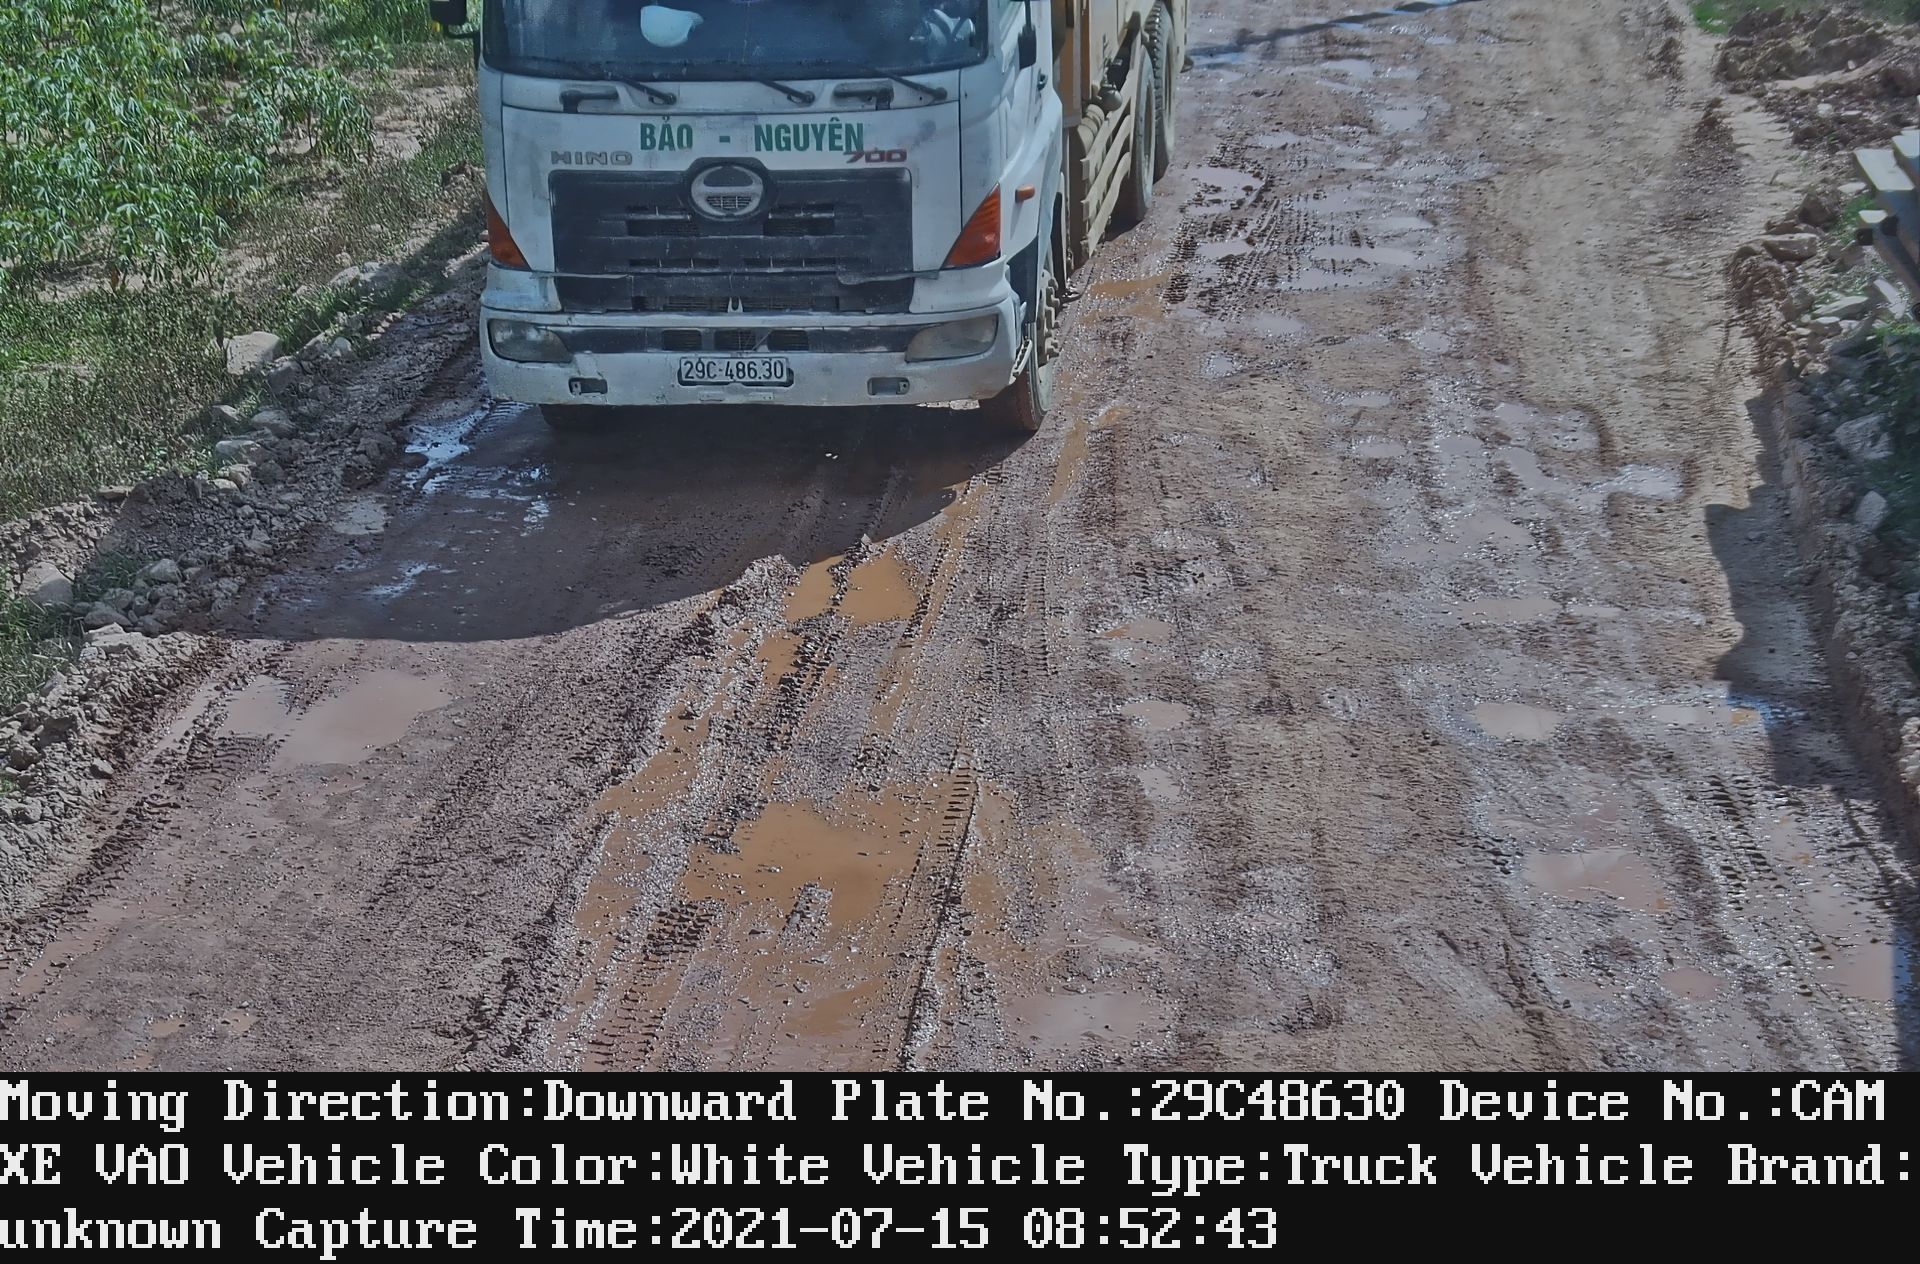 BẢO - NGUYÊN
HINO 700
29C-486.30
Moving Direction:Downward Plate No.:29C48630 Device No.:CAM
XE VAO Vehicle Color:White Vehicle Type:Truck Vehicle Brand:
unknown Capture Time:2021-07-15 08:52:43